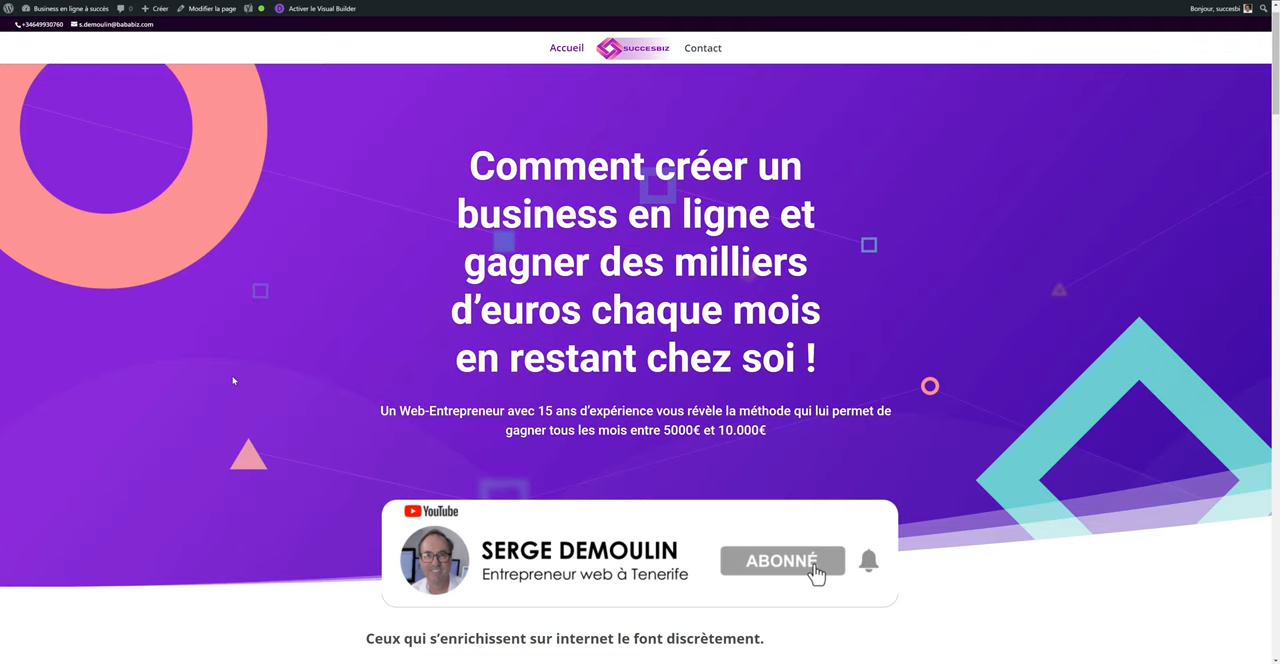 Business en ligne à succès
0
Créer
Modifier la page
Activer le Visual Builder
Bonjour, succesbi
+34649930760
s.demoulin@bababiz.com
Accueil
SUCCESBIZ
Contact
Comment créer un
business en ligne et
gagner des milliers
d’euros chaque mois
en restant chez soi !
Un Web-Entrepreneur avec 15 ans d’expérience vous révèle la méthode qui lui permet de
gagner tous les mois entre 5000€ et 10.000€
YouTube
SERGE DEMOULIN
Entrepreneur web à Tenerife
ABONNÉ
Ceux qui s’enrichissent sur internet le font discrètement.